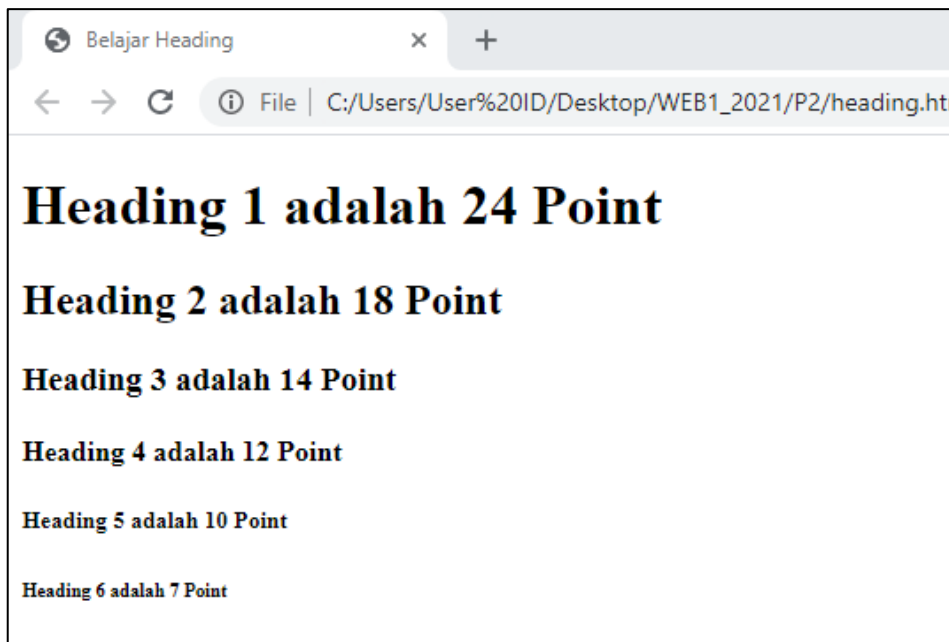 Belajar Heading
File C:/Users/User%20ID/Desktop/WEB1_2021/P2/heading.ht
Heading 1 adalah 24 Point
Heading 2 adalah 18 Point
Heading 3 adalah 14 Point
Heading 4 adalah 12 Point
Heading 5 adalah 10 Point
Heading 6 adalah 7 Point